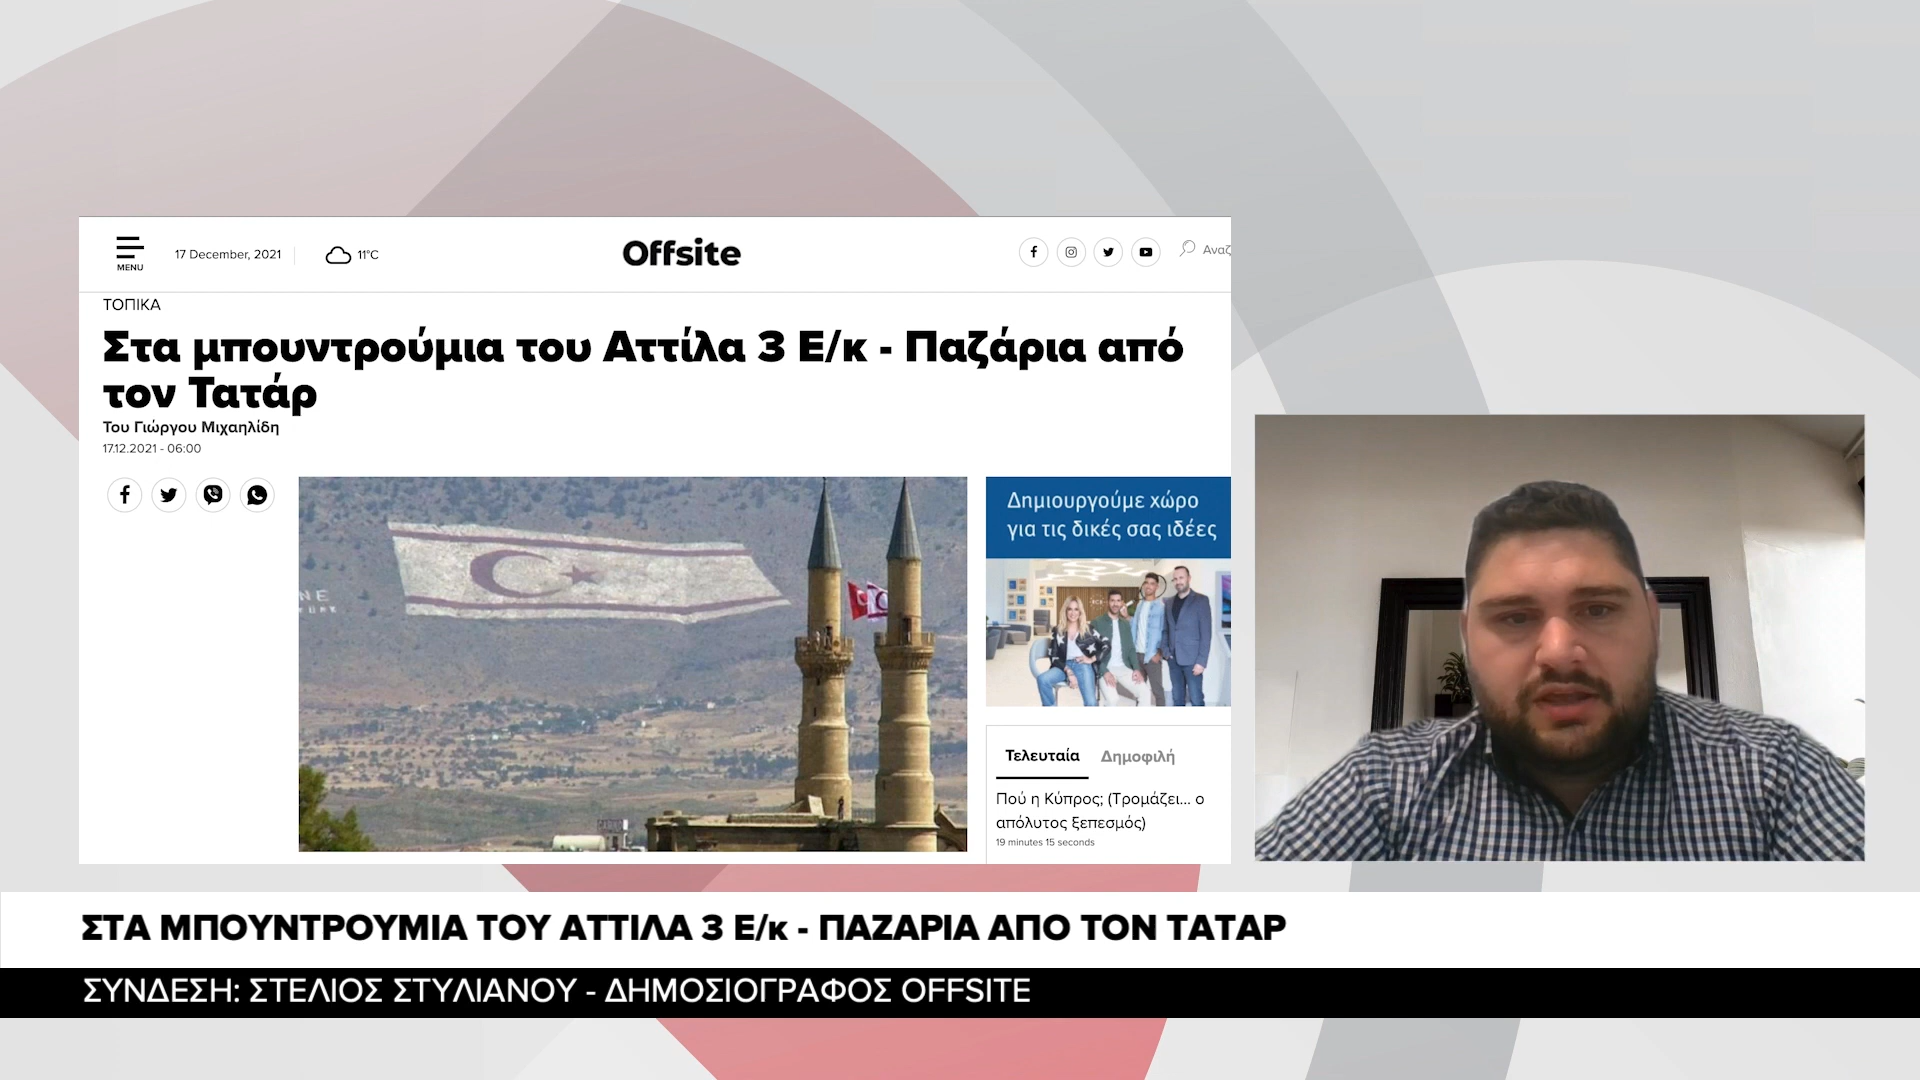 MENU
17 December, 2021
11°C
Offsite
Αναζ
ΤΟΠΙΚΑ
Στα μπουντρούμια του Αττίλα 3 Ε/κ - Παζάρια από
τον Τατάρ
Του Γιώργου Μιχαηλίδη
17.12.2021 - 06:00
Δημιουργούμε χώρο
για τις δικές σας ιδέες
Τελευταία Δημοφιλή
Πού η Κύπρος; (Τρομάζει... ο
απόλυτος ξεπεσμός)
19 minutes 15 seconds
ΣΤΑ ΜΠΟΥΝΤΡΟΥΜΙΑ ΤΟΥ ΑΤΤΙΛΑ 3 Ε/κ - ΠΑΖΑΡΙΑ ΑΠΟ ΤΟΝ ΤΑΤΑΡ
ΣΥΝΔΕΣΗ: ΣΤΕΛΙΟΣ ΣΤΥΛΙΑΝΟΥ - ΔΗΜΟΣΙΟΓΡΑΦΟΣ OFFSITE